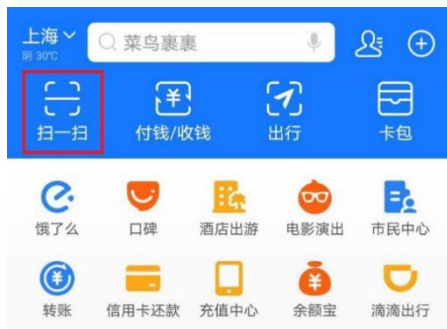 上海
阴 30℃
菜鸟裹裹
扫一扫
付钱/收钱
出行
卡包
饿了么
口碑
酒店出游
电影演出
市民中心
转账
信用卡还款
充值中心
余额宝
滴滴出行